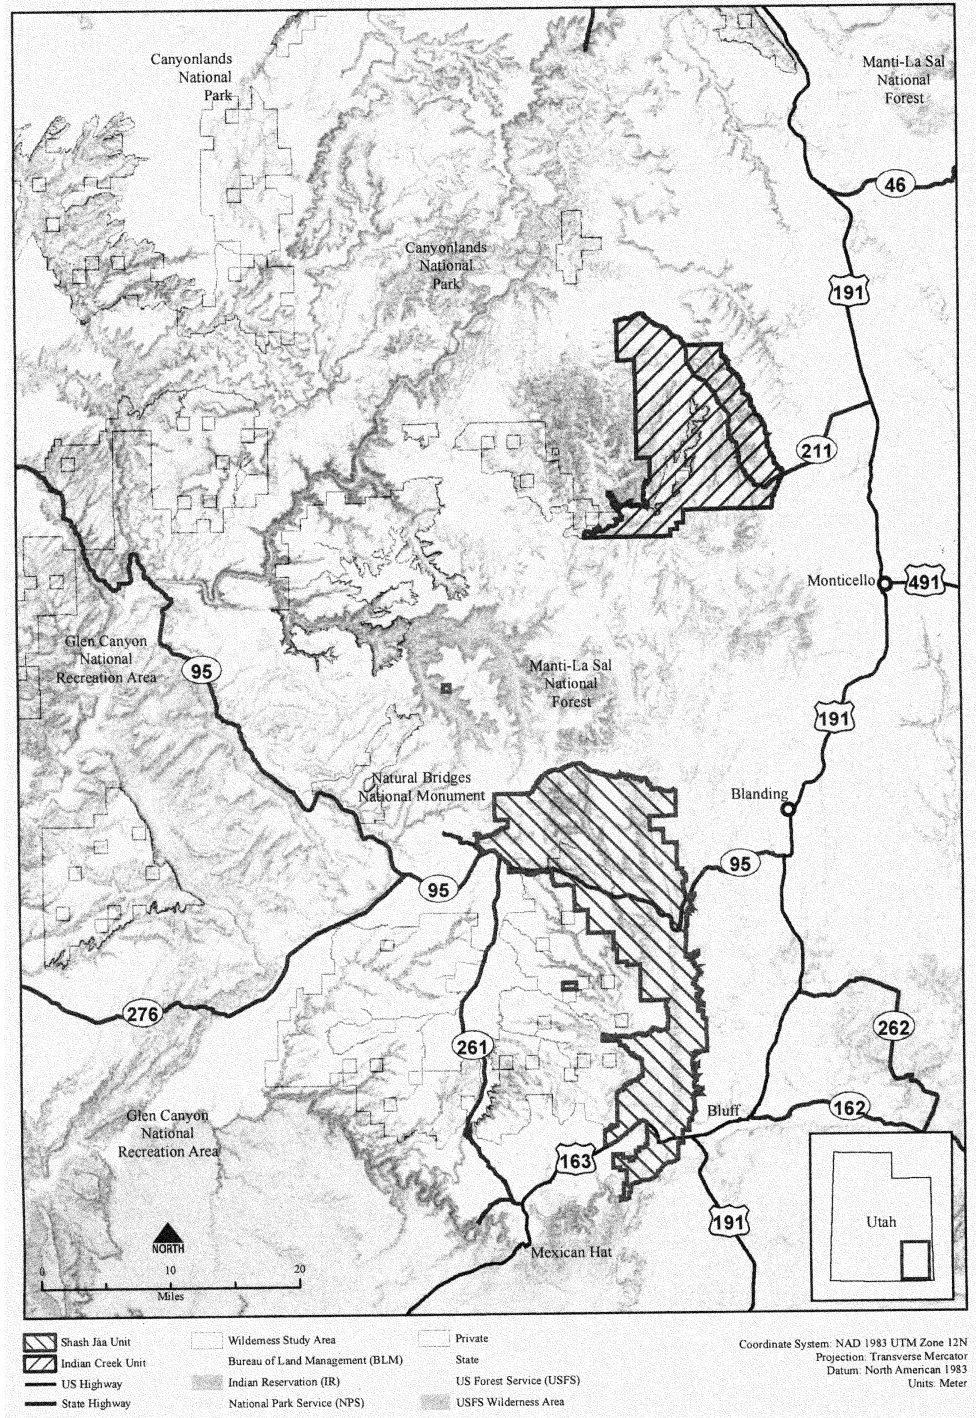 Canyonlands
National
Park
Manti-La Sal
National
Forest
46
Canyonlands
National
Park
191
211
Monticello
491
Glen Canyon
National
Recreation Area
95
Manti-La Sal
National
Forest
191
Natural Bridges
National Monument
Blanding
95
95
276
262
261
Bluff
162
Glen Canyon
National
Recreation Area
163
191
Utah
NORTH
Mexican Hat
0 10 20
Miles
Shash Jáa Unit
Indian Creek Unit
US Highway
State Highway
Wilderness Study Area
Bureau of Land Management (BLM)
Indian Reservation (IR)
National Park Service (NPS)
Private
State
US Forest Service (USFS)
USFS Wilderness Area
Coordinate System: NAD 1983 UTM Zone 12N
Projection: Transverse Mercator
Datum: North American 1983
Units: Meter